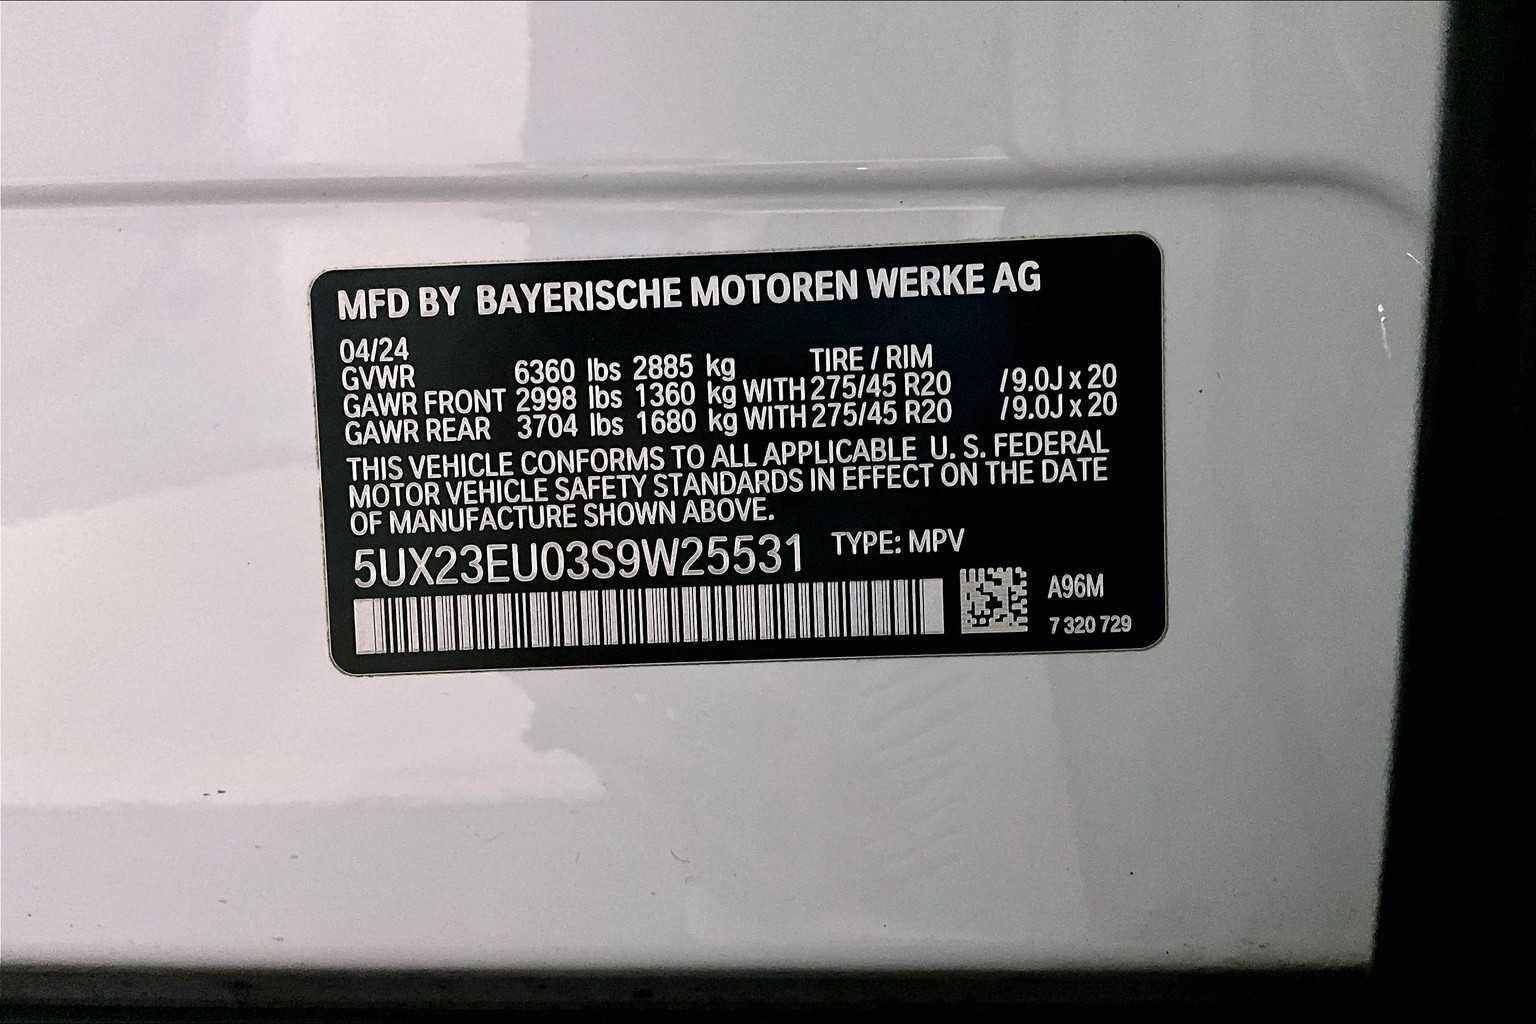 MFD BY BAYERISCHE MOTOREN WERKE AG
04/24
GVWR 6360 lbs 2885 kg TIRE / RIM
GAWR FRONT 2998 lbs 1360 kg WITH 275/45 R20 / 9.0J x 20
GAWR REAR 3704 lbs 1680 kg WITH 275/45 R20 / 9.0J x 20
THIS VEHICLE CONFORMS TO ALL APPLICABLE U. S. FEDERAL
MOTOR VEHICLE SAFETY STANDARDS IN EFFECT ON THE DATE
OF MANUFACTURE SHOWN ABOVE.
5UX23EU03S9W25531 TYPE: MPV
A96M
7 320 729